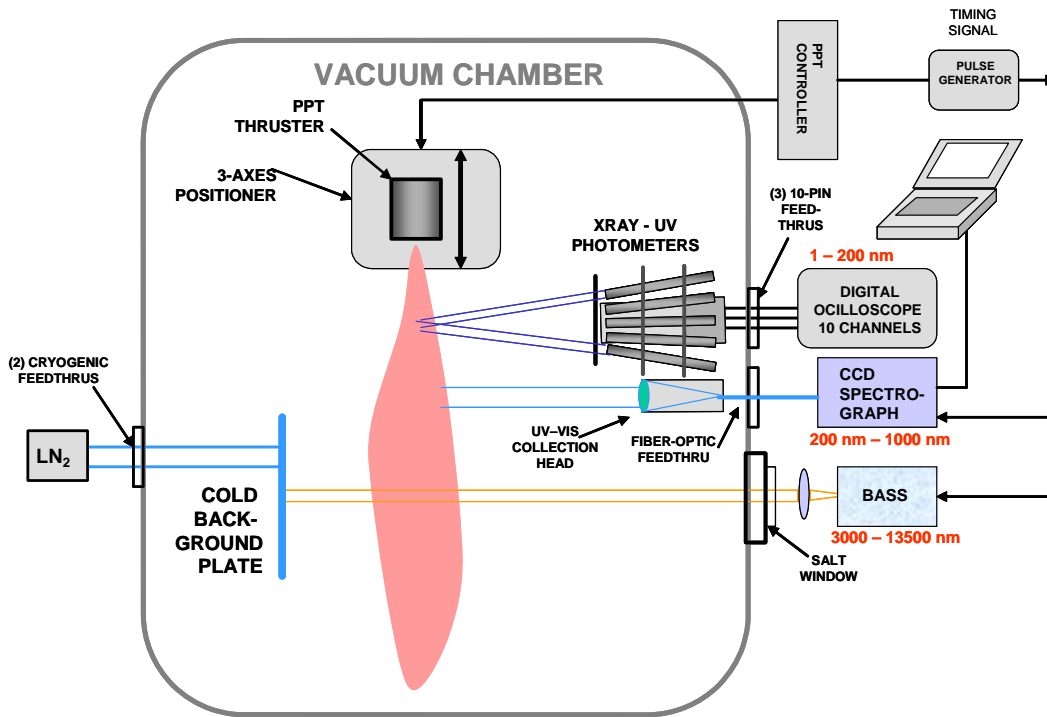 TIMING
SIGNAL
PPT
CONTROLLER
PULSE
GENERATOR
VACUUM CHAMBER
PPT
THRUSTER
3-AXES
POSITIONER
(3) 10-PIN
FEED-
THRUS
XRAY - UV
PHOTOMETERS
1 – 200 nm
DIGITAL
OCILLOSCOPE
10 CHANNELS
(2) CRYOGENIC
FEEDTHRUS
CCD
SPECTRO-
GRAPH
200 nm – 1000 nm
UV–VIS
COLLECTION
HEAD
FIBER-OPTIC
FEEDTHRU
LN2
COLD
BACK-
GROUND
PLATE
BASS
3000 – 13500 nm
SALT
WINDOW